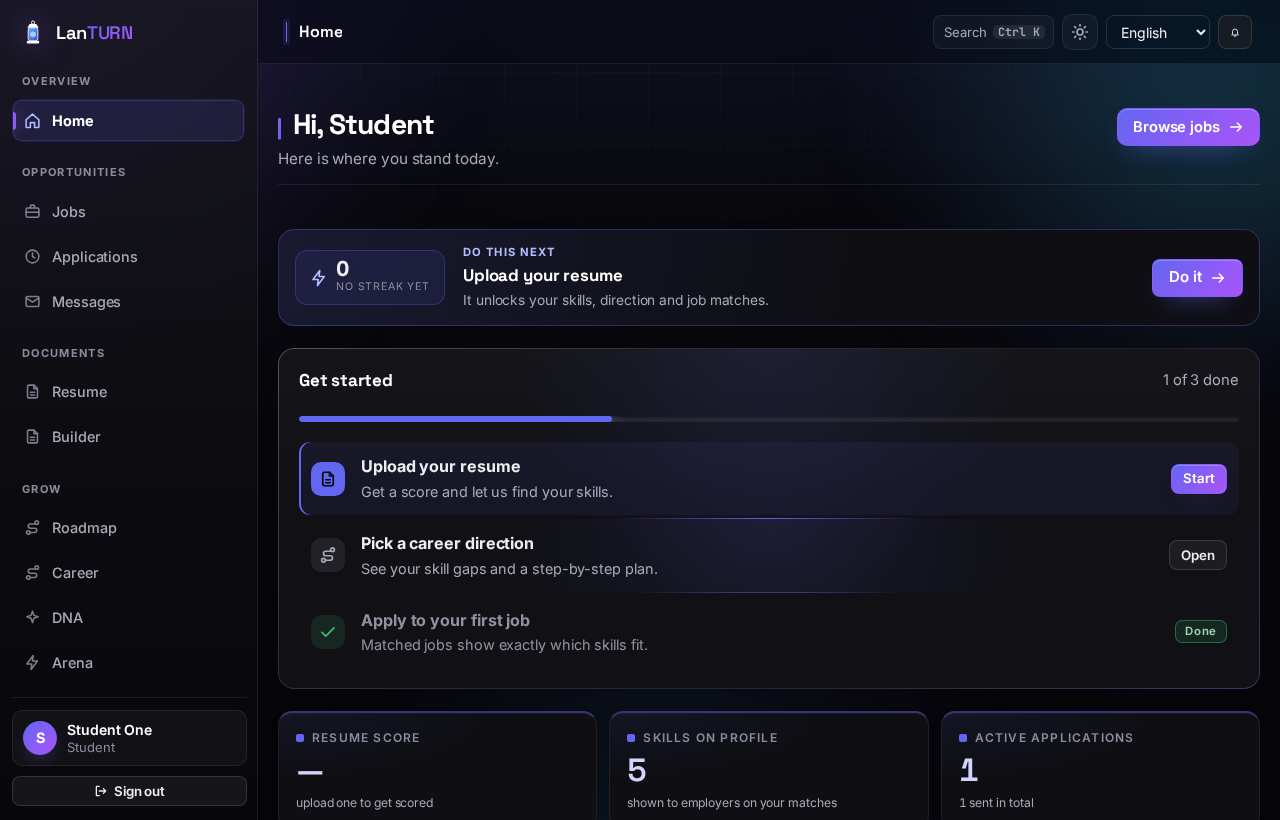 LanTURN
OVERVIEW
Home
OPPORTUNITIES
Jobs
Applications
Messages
DOCUMENTS
Resume
Builder
GROW
Roadmap
Career
DNA
Arena
S
Student One
Student
Sign out
Home
Search Ctrl K
English
Hi, Student
Here is where you stand today.
Browse jobs →
0
NO STREAK YET
DO THIS NEXT
Upload your resume
It unlocks your skills, direction and job matches.
Do it →
Get started
1 of 3 done
Upload your resume
Get a score and let us find your skills.
Start
Pick a career direction
See your skill gaps and a step-by-step plan.
Open
Apply to your first job
Matched jobs show exactly which skills fit.
Done
RESUME SCORE
—
upload one to get scored
SKILLS ON PROFILE
5
shown to employers on your matches
ACTIVE APPLICATIONS
1
1 sent in total